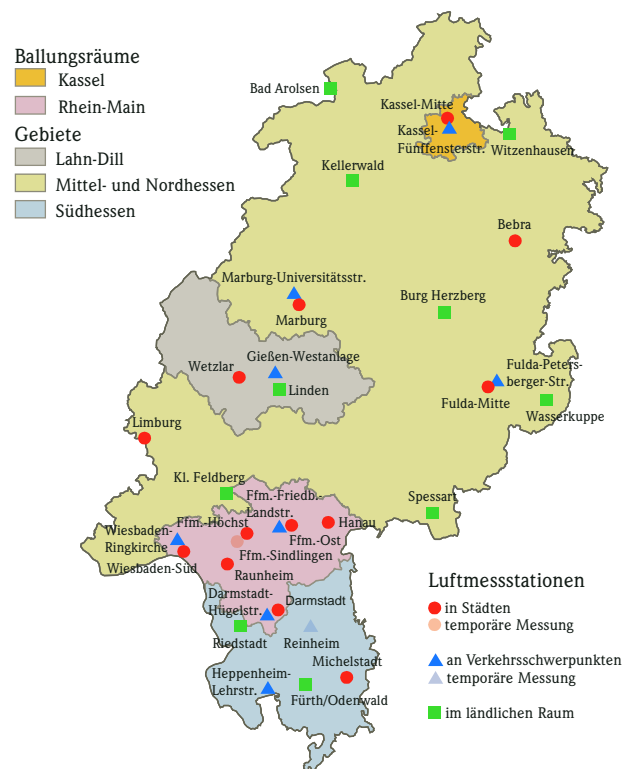 Ballungsräume
Kassel
Rhein-Main
Gebiete
Lahn-Dill
Mittel- und Nordhessen
Südhessen
Bad Arolsen
Kassel-Mitte
Kassel-
Fünffensterstr.
Witzenhausen
Kellerwald
Bebra
Marburg-Universitätsstr.
Marburg
Burg Herzberg
Gießen-Westanlage
Wetzlar
Linden
Fulda-Peters-
berger-Str.
Fulda-Mitte
Wasserkuppe
Limburg
Kl. Feldberg
Ffm.-Friedb.-
Landstr.
Spessart
Ffm.-Höchst
Hanau
Wiesbaden-
Ringkirche
Ffm.-Ost
Ffm.-Sindlingen
Wiesbaden-Süd
Raunheim
Darmstadt-
Hügelstr.
Darmstadt
Riedstadt
Reinheim
Michelstadt
Heppenheim-
Lehrstr.
Fürth/Odenwald
Luftmessstationen
in Städten
temporäre Messung
an Verkehrsschwerpunkten
temporäre Messung
im ländlichen Raum